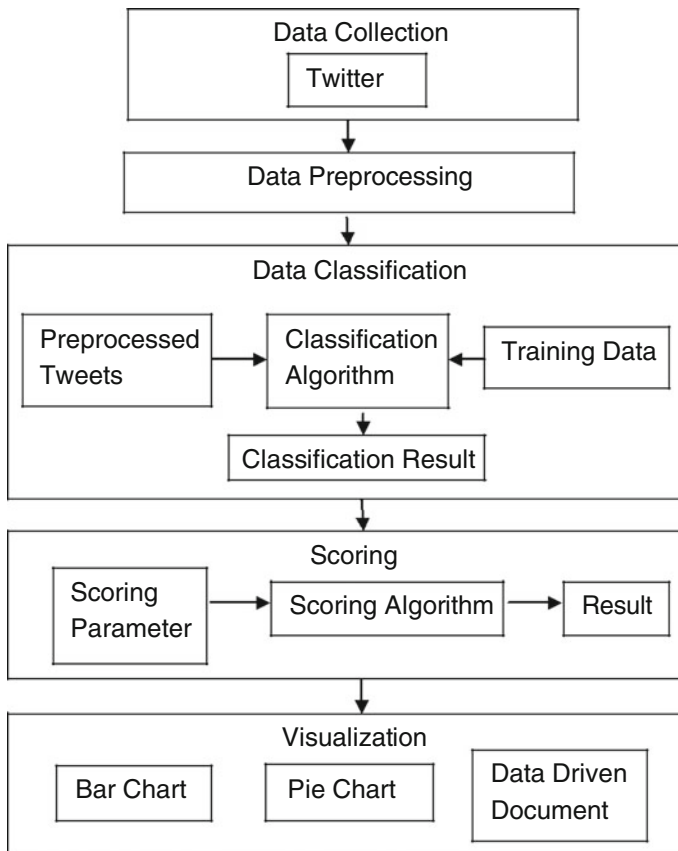 Data Collection
Twitter
Data Preprocessing
Data Classification
Preprocessed
Tweets
Classification
Algorithm
Training Data
Classification Result
Scoring
Scoring
Parameter
Scoring Algorithm
Result
Visualization
Bar Chart
Pie Chart
Data Driven
Document